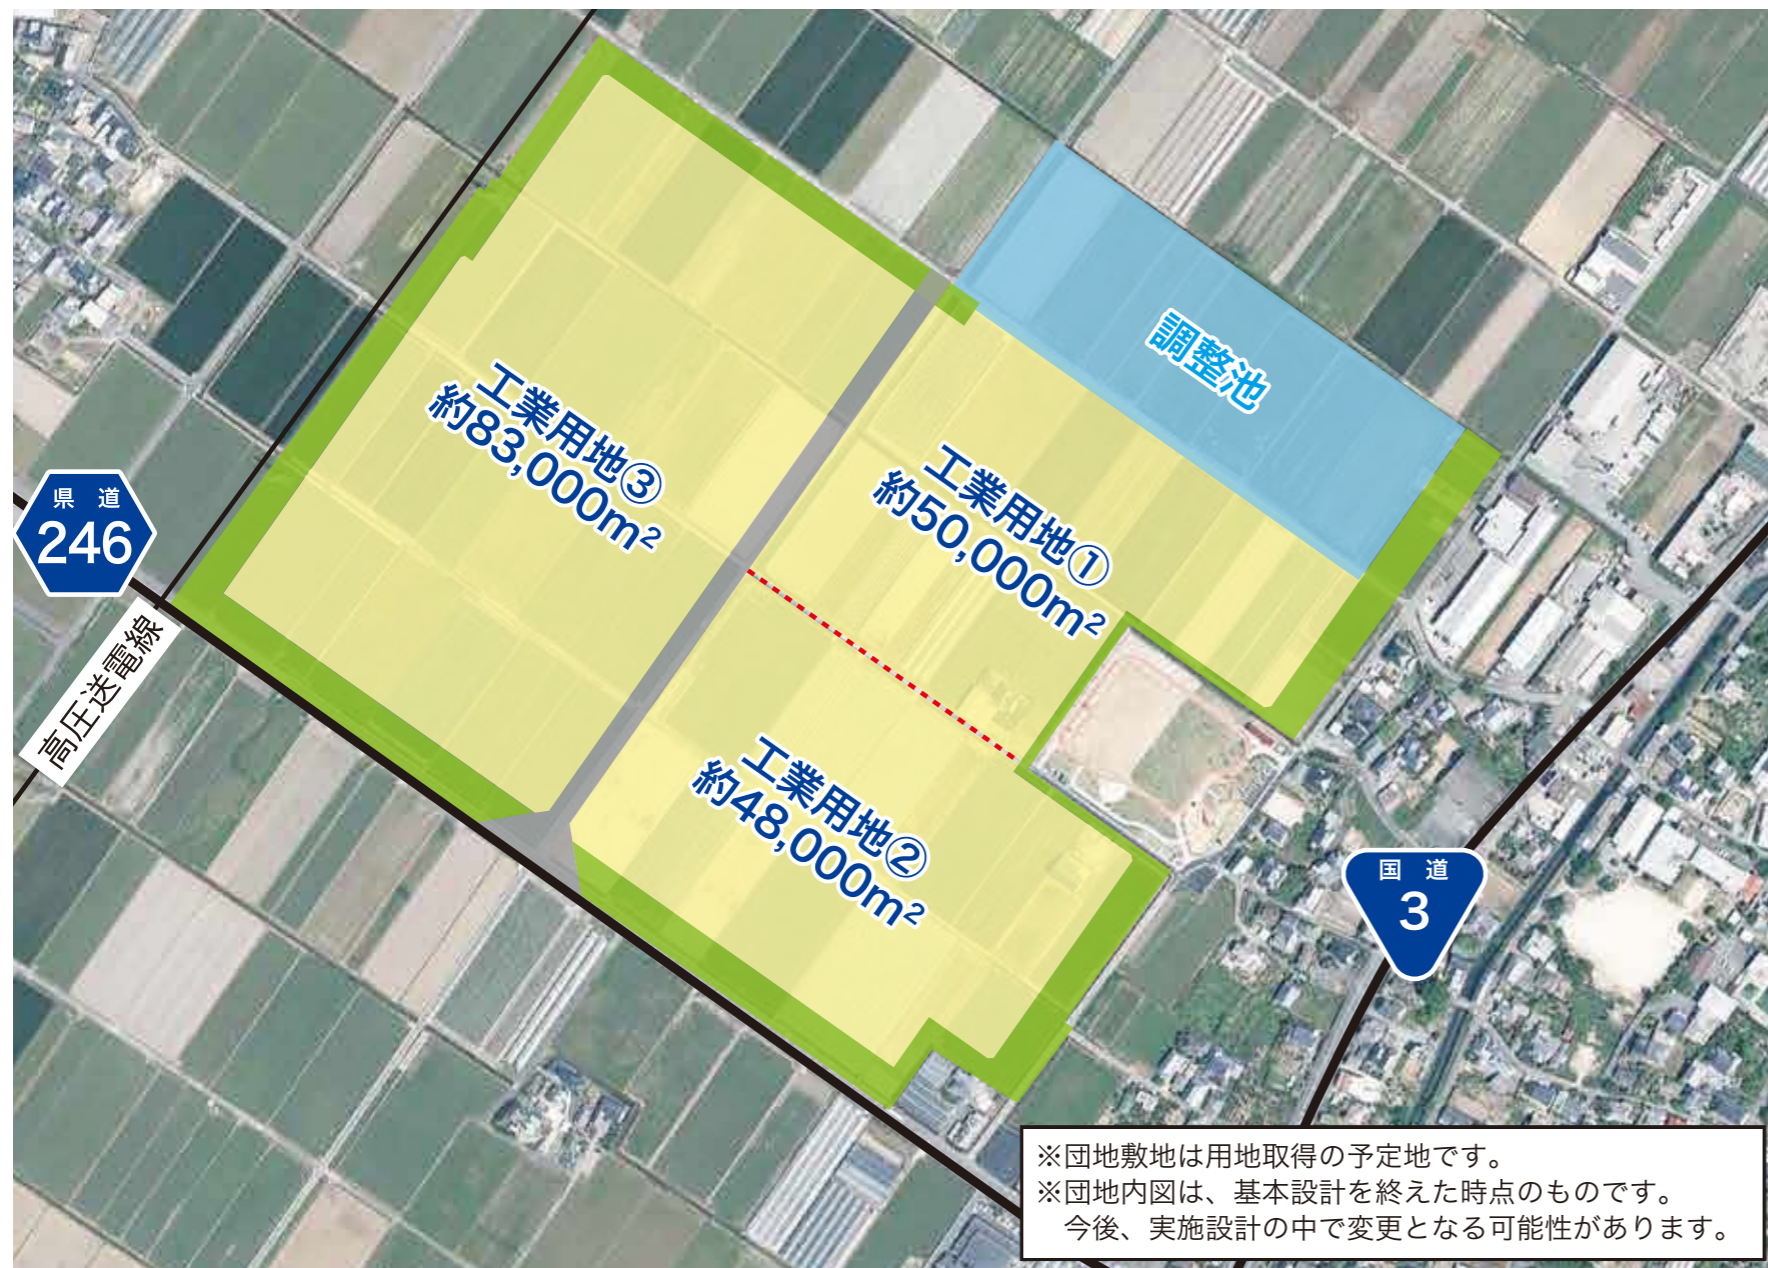 調整池
工業用地③
約83,000m²
工業用地①
約50,000m²
県 道
246
高圧送電線
工業用地②
約48,000m²
国 道
3
※団地敷地は用地取得の予定地です。
※団地内図は、基本設計を終えた時点のものです。
今後、実施設計の中で変更となる可能性があります。